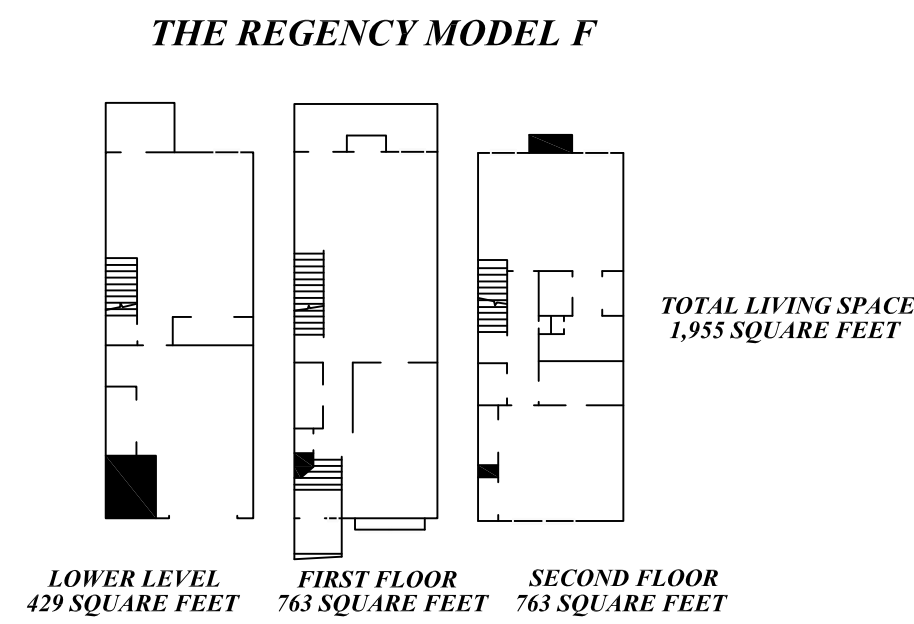 THE REGENCY MODEL F
TOTAL LIVING SPACE
1,955 SQUARE FEET
LOWER LEVEL
429 SQUARE FEET
FIRST FLOOR
763 SQUARE FEET
SECOND FLOOR
763 SQUARE FEET